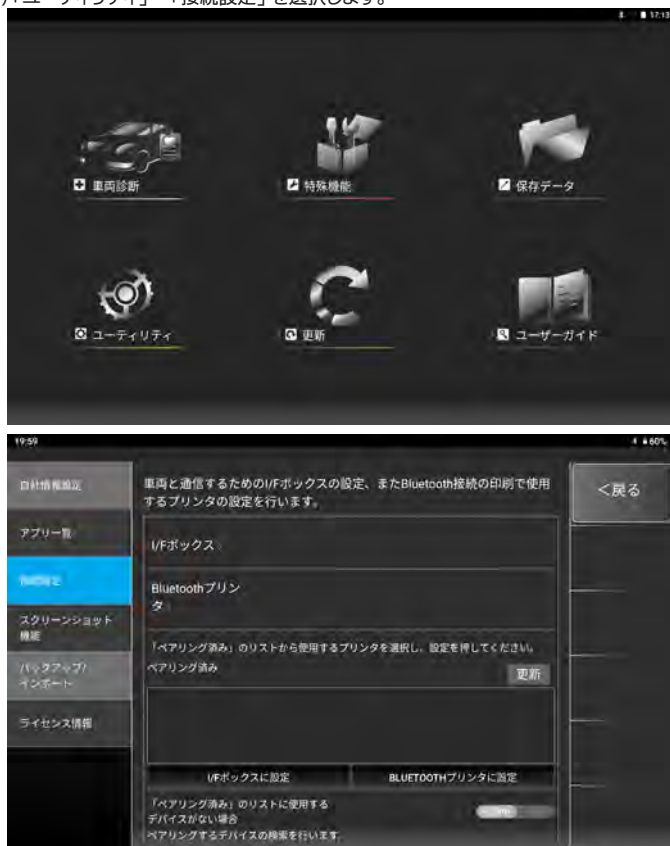 「ユーティリティ」−「接続設定」を選択します。
17:13
車両診断
特殊機能
保存データ
ユーティリティ
更新
ユーザーガイド
19:59
60%
自社情報設定
車両と通信するためのI/Fボックスの設定、またBluetooth接続の印刷で使用
するプリンタの設定を行います。
<戻る
アプリ一覧
I/Fボックス :
接続設定
Bluetoothプリン
タ :
スクリーンショット
機能
「ペアリング済み」のリストから使用するプリンタを選択し、設定を押してください。
ペアリング済み
更新
バックアップ/
インポート
ライセンス情報
I/Fボックスに設定
BLUETOOTHプリンタに設定
「ペアリング済み」のリストに使用する
デバイスがない場合
ペアリングするデバイスの検索を行います.